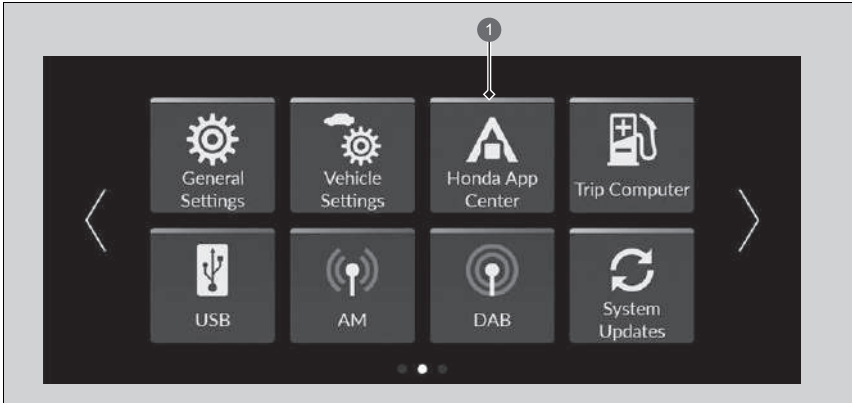 1
General
Settings
Vehicle
Settings
Honda App
Center
Trip Computer
USB
AM
DAB
System
Updates